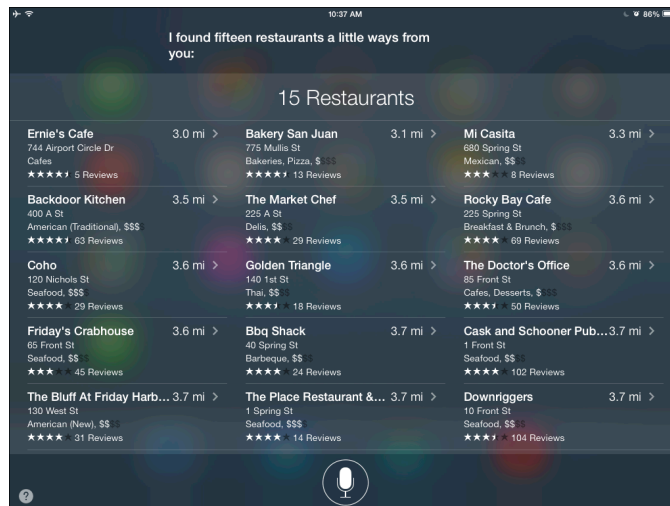 10:37 AM
86%
I found fifteen restaurants a little ways from
you:
15 Restaurants
Ernie's Cafe 3.0 mi >
744 Airport Circle Dr
Cafes
5 Reviews
Bakery San Juan 3.1 mi >
775 Mullis St
Bakeries, Pizza, $$$$
13 Reviews
Mi Casita 3.3 mi >
680 Spring St
Mexican, $$$$
8 Reviews
Backdoor Kitchen 3.5 mi >
400 A St
American (Traditional), $$$$
63 Reviews
The Market Chef 3.5 mi >
225 A St
Delis, $$$$
29 Reviews
Rocky Bay Cafe 3.6 mi >
225 Spring St
Breakfast & Brunch, $$$$
69 Reviews
Coho 3.6 mi >
120 Nichols St
Seafood, $$$$
29 Reviews
Golden Triangle 3.6 mi >
140 1st St
Thai, $$$$
18 Reviews
The Doctor's Office 3.6 mi >
85 Front St
Cafes, Desserts, $$$$
50 Reviews
Friday's Crabhouse 3.6 mi >
65 Front St
Seafood, $$$$
45 Reviews
Bbq Shack 3.7 mi >
40 Spring St
Barbeque, $$$$
24 Reviews
Cask and Schooner Pub... 3.7 mi >
1 Front St
Seafood, $$$$
102 Reviews
The Bluff At Friday Harb... 3.7 mi >
130 West St
American (New), $$$$
31 Reviews
The Place Restaurant &... 3.7 mi >
1 Spring St
Seafood, $$$$
14 Reviews
Downriggers 3.7 mi >
10 Front St
Seafood, $$$$
104 Reviews
?